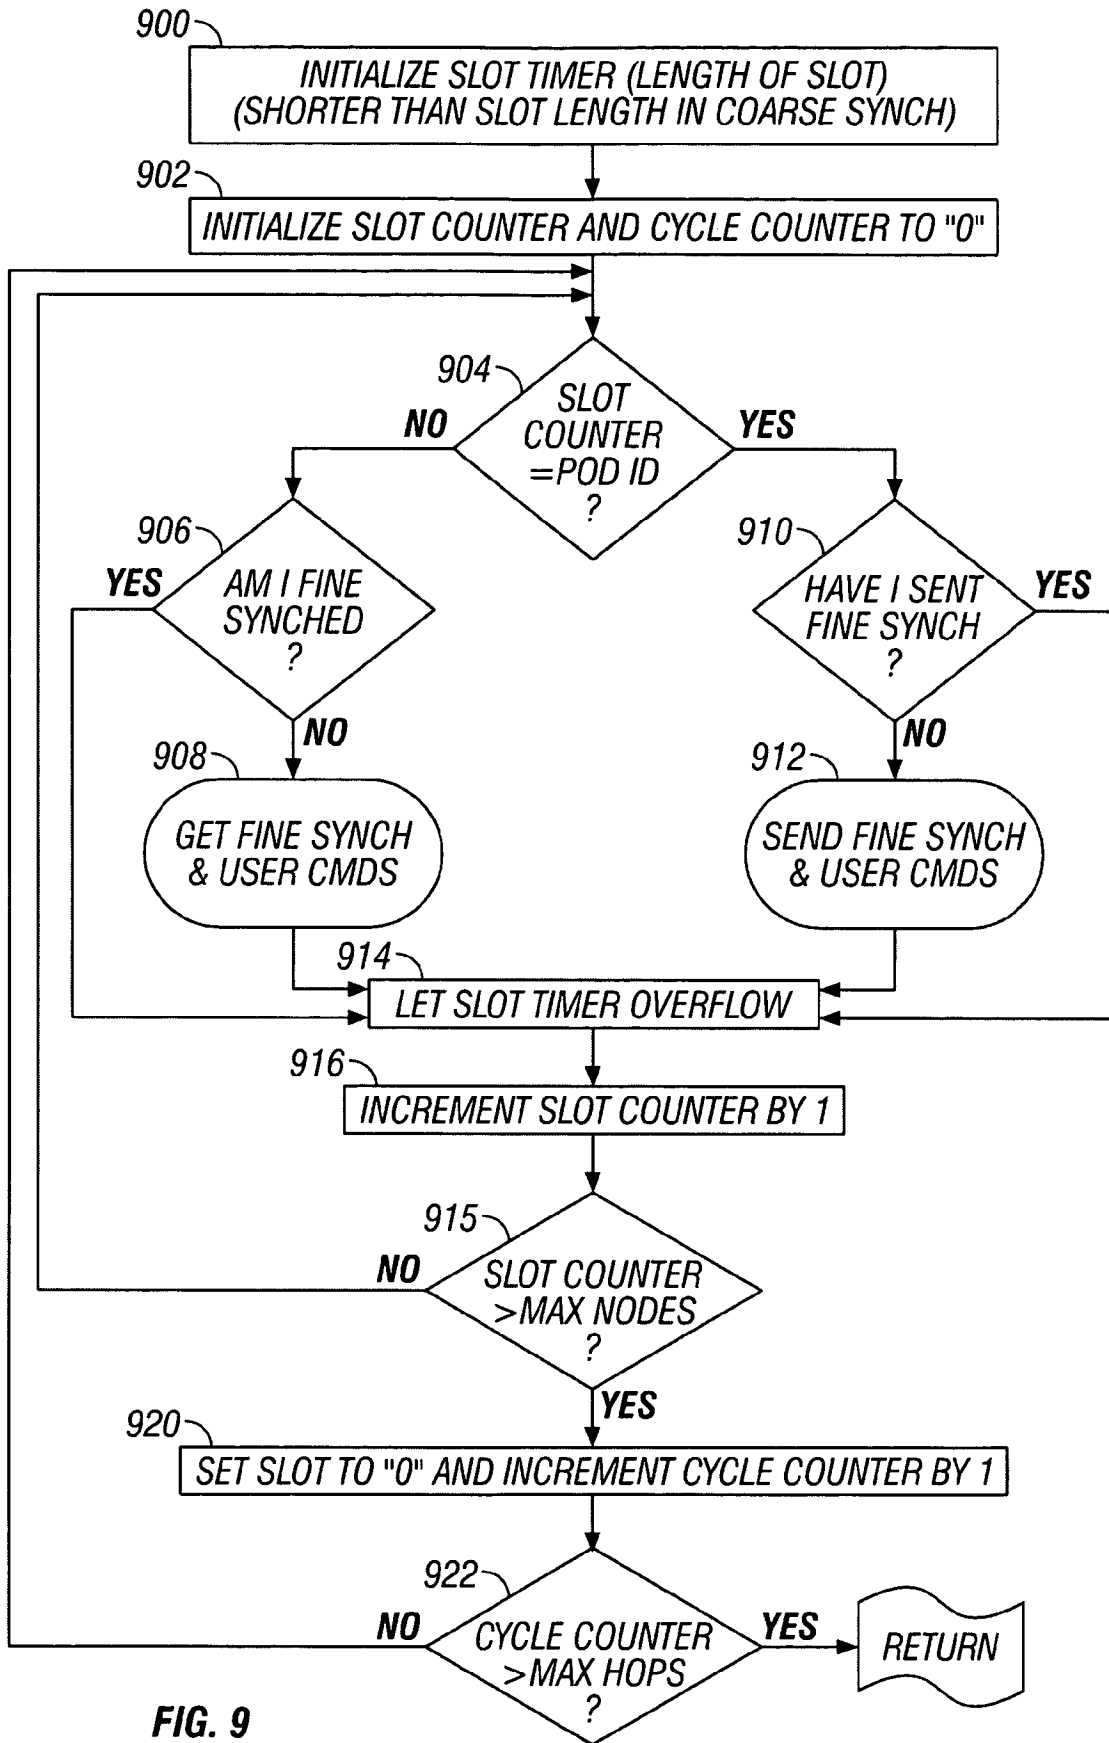 900
INITIALIZE SLOT TIMER (LENGTH OF SLOT)
(SHORTER THAN SLOT LENGTH IN COARSE SYNCH)
902
INITIALIZE SLOT COUNTER AND CYCLE COUNTER TO "0"
904
SLOT
COUNTER
=POD ID
?
NO
YES
906
AM I FINE
SYNCHED
?
YES
NO
910
HAVE I SENT
FINE SYNCH
?
YES
NO
908
GET FINE SYNCH
& USER CMDS
912
SEND FINE SYNCH
& USER CMDS
914
LET SLOT TIMER OVERFLOW
916
INCREMENT SLOT COUNTER BY 1
915
SLOT COUNTER
>MAX NODES
?
NO
YES
920
SET SLOT TO "0" AND INCREMENT CYCLE COUNTER BY 1
922
CYCLE COUNTER
>MAX HOPS
?
NO
YES
RETURN
FIG. 9